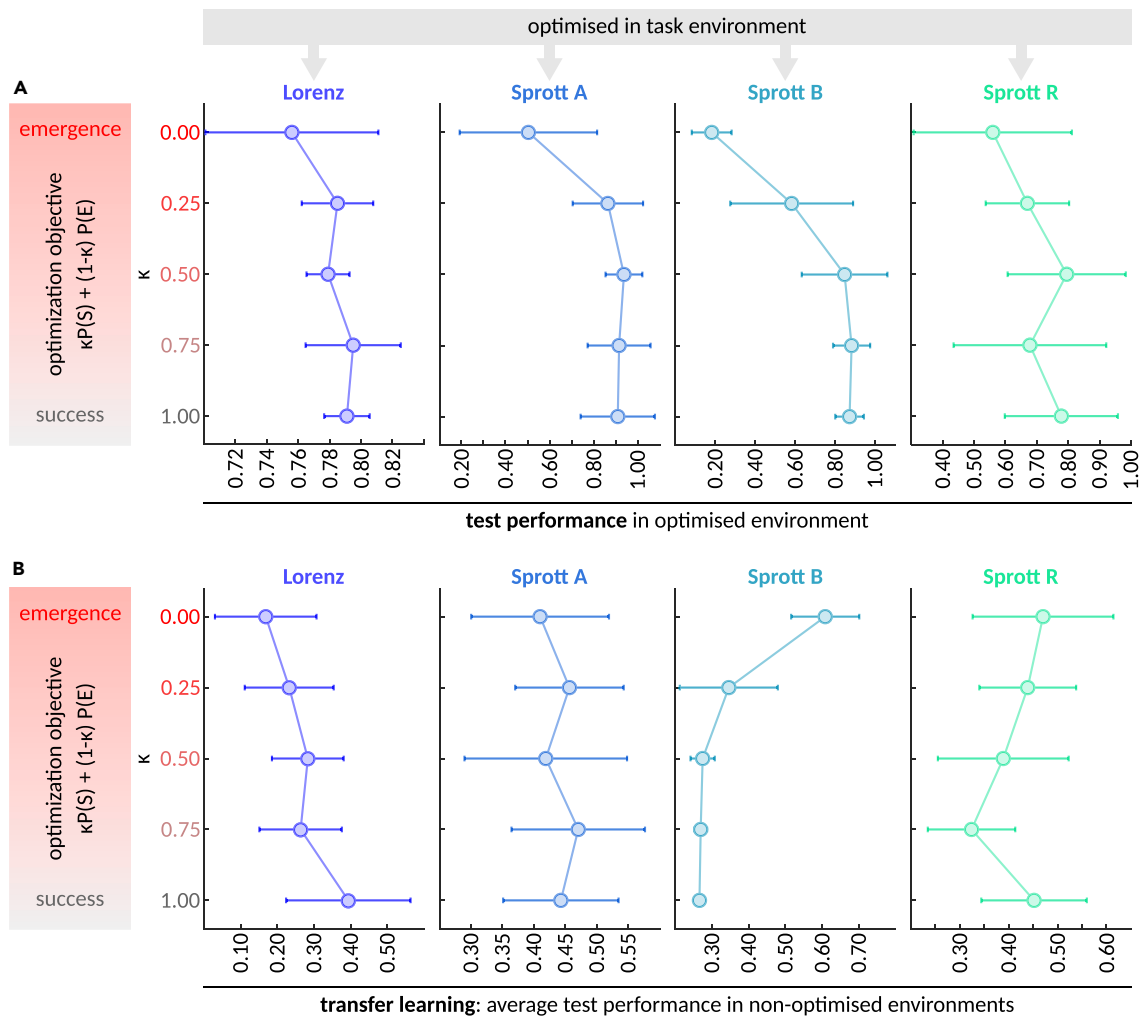 optimised in task environment
A
Lorenz Sprott A Sprott B Sprott R
emergence
optimization objective
κP(S) + (1-κ) P(E)
success
κ
0.00
0.25
0.50
0.75
1.00
0.72 0.74 0.76 0.78 0.80 0.82
0.20 0.40 0.60 0.80 1.00
0.20 0.40 0.60 0.80 1.00
0.40 0.50 0.60 0.70 0.80 0.90 1.00
test performance in optimised environment
B
Lorenz Sprott A Sprott B Sprott R
emergence
optimization objective
κP(S) + (1-κ) P(E)
success
κ
0.00
0.25
0.50
0.75
1.00
0.10 0.20 0.30 0.40 0.50
0.30 0.35 0.40 0.45 0.50 0.55
0.30 0.40 0.50 0.60 0.70
0.30 0.40 0.50 0.60
transfer learning: average test performance in non-optimised environments